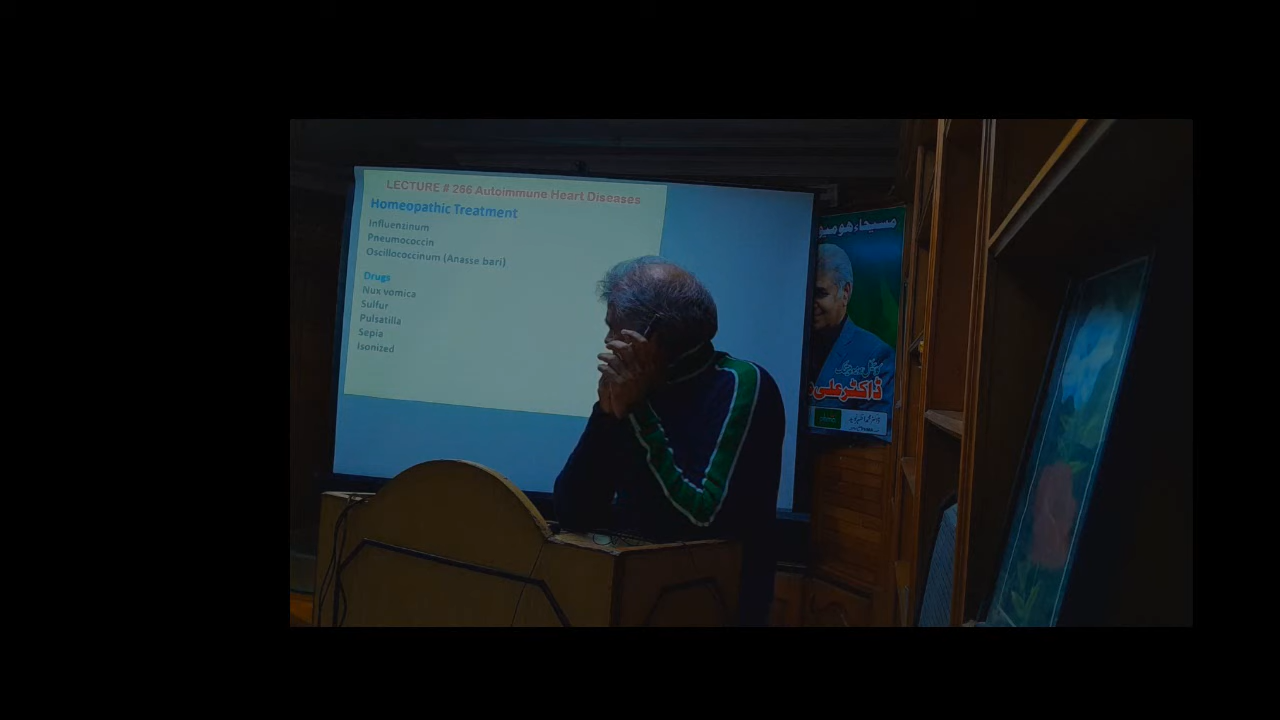 LECTURE # 266 Autoimmune Heart Diseases
Homeopathic Treatment
Influenzinum
Pneumococcin
Oscillococcinum (Anasse bari)
Drugs
Nux vomica
Sulfur
Pulsatilla
Sepia
Isonized
مسیحاءِ ہومیو
ڈاکٹر علی